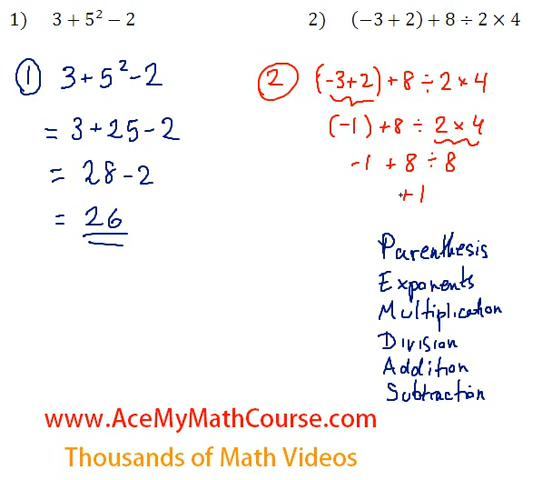 1) 3 + 5² − 2
2) (−3 + 2) + 8 ÷ 2 × 4
① 3 + 5² - 2
= 3 + 25 - 2
= 28 - 2
= 26
② (-3+2) + 8 ÷ 2 × 4
(-1) + 8 ÷ 2 × 4
-1 + 8 ÷ 8
+ 1
Parenthesis
Exponents
Multiplication
Division
Addition
Subtraction
www.AceMyMathCourse.com
Thousands of Math Videos